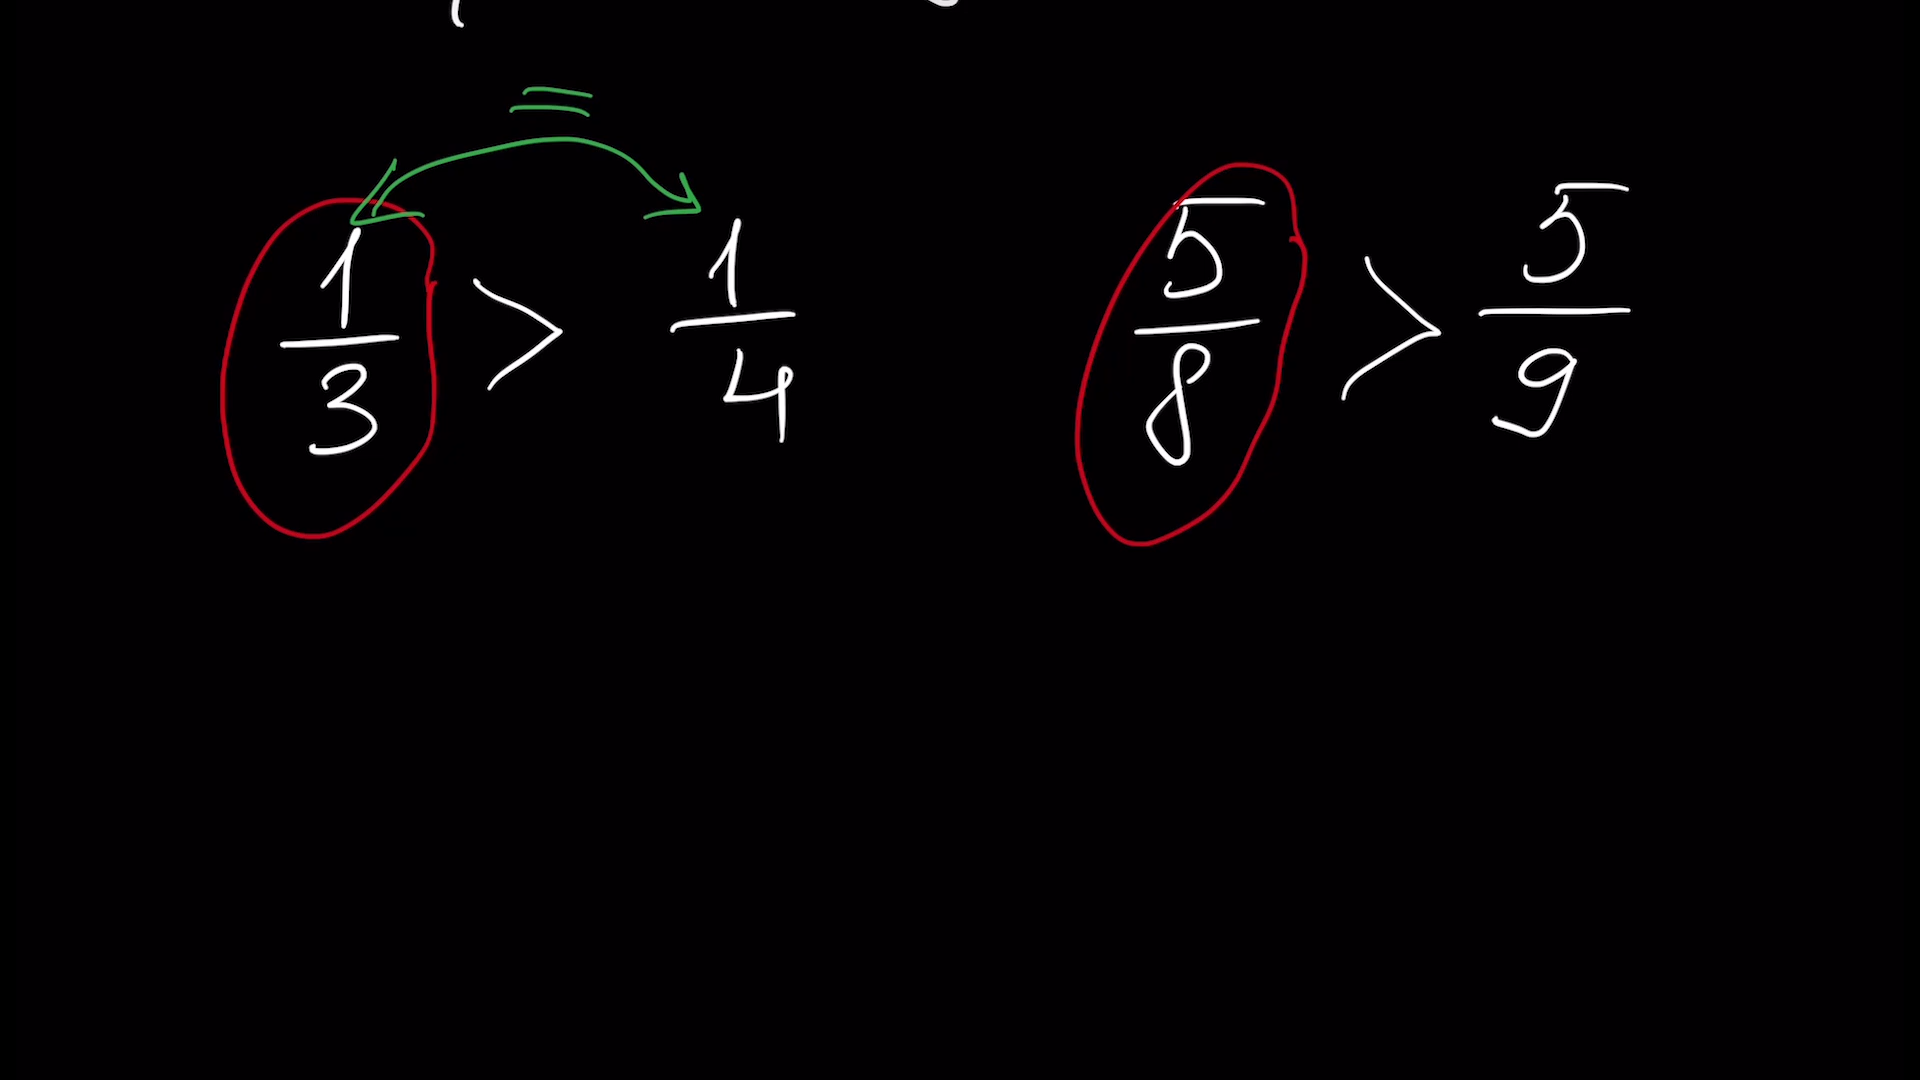 =
1/3 > 1/4
5/8 > 5/9